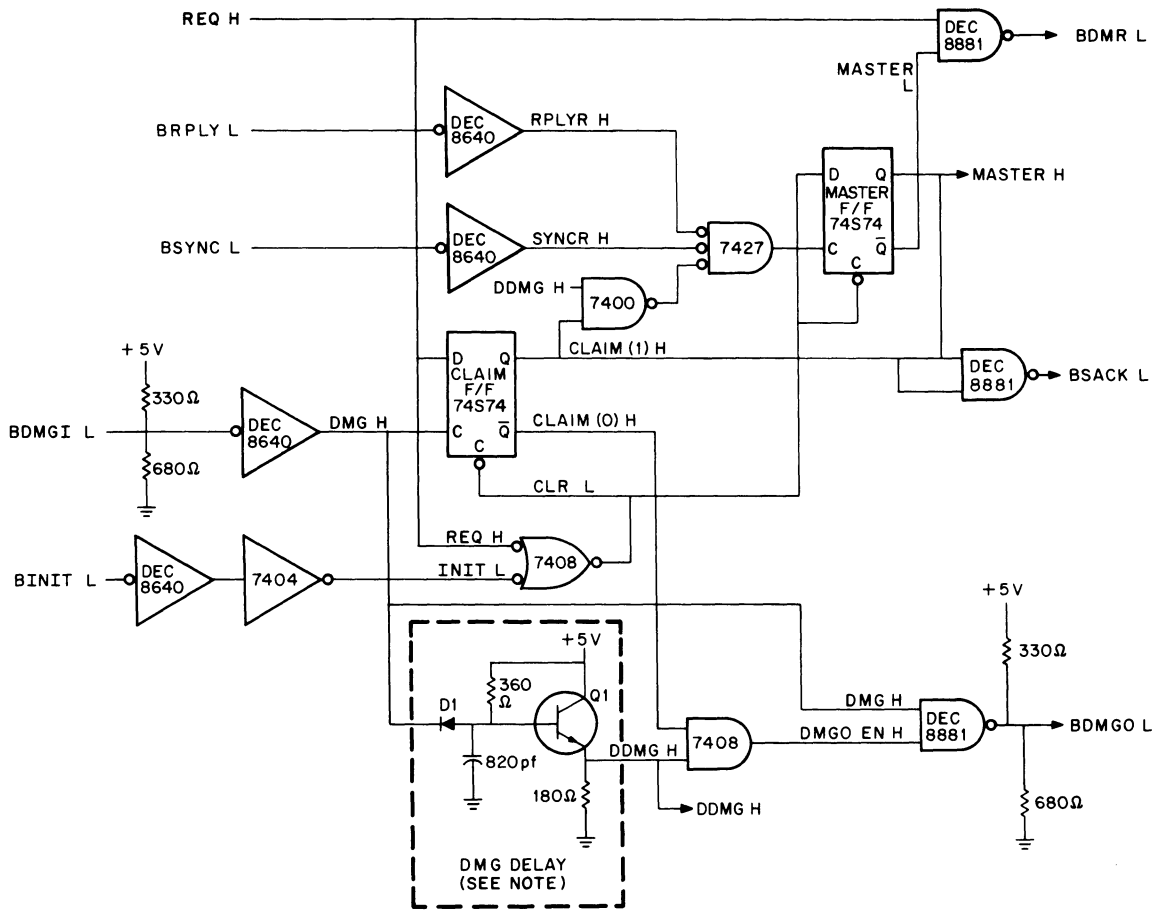 REQ H
DEC
8881
BDMR L
MASTER
L
BRPLY L
DEC
8640
RPLYR H
D Q
MASTER
F/F
74S74
C Q
C
MASTER H
BSYNC L
DEC
8640
SYNCR H
7427
DDMG H
7400
+5V
330Ω
680Ω
BDMGI L
DEC
8640
DMG H
D Q
CLAIM
F/F
74S74
C Q
C
CLAIM (1) H
CLAIM (0) H
DEC
8881
BSACK L
CLR L
REQ H
INIT L
7408
BINIT L
DEC
8640
7404
+5V
360
Ω
Q1
D1
820pf
180Ω
DDMG H
DDMG H
7408
DMG H
DMGO EN H
DEC
8881
+5V
330Ω
BDMGO L
680Ω
DMG DELAY
(SEE NOTE)